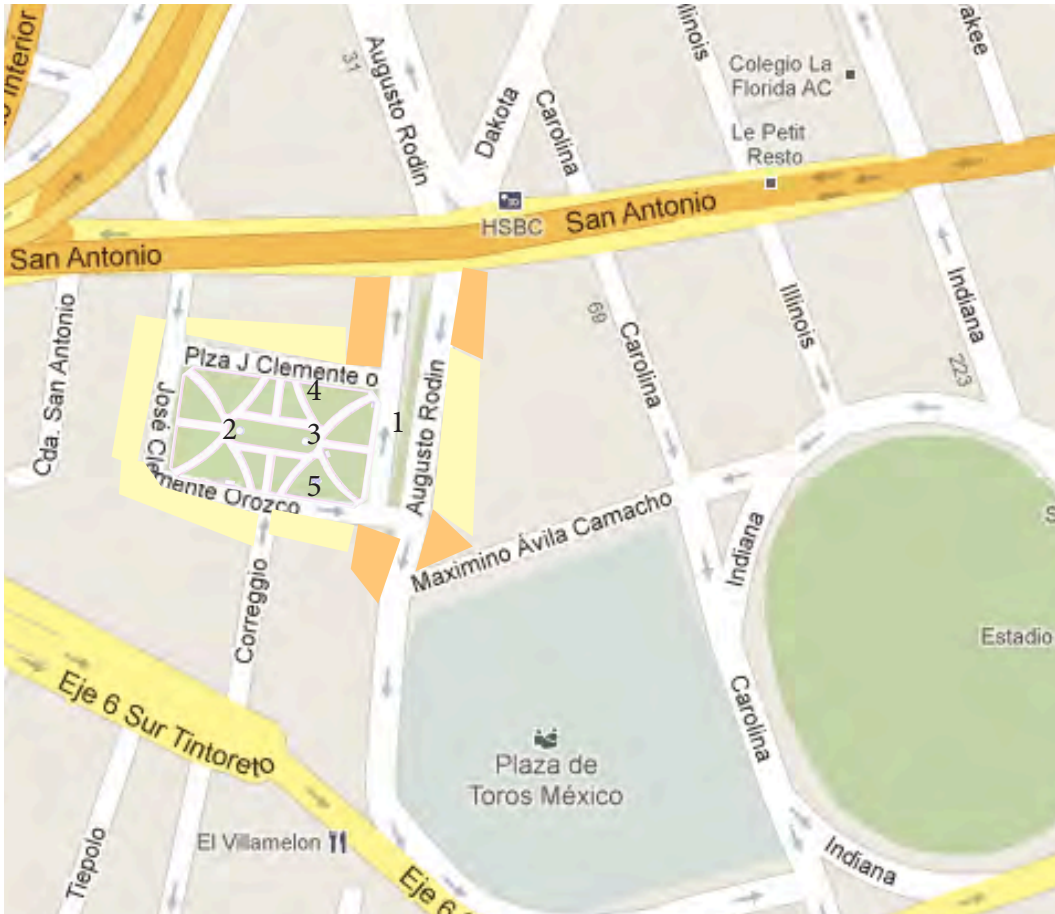 Interior
Augusto Rodin
31
Dakota
Carolina
Illinois
Colegio La
Florida AC
akee
Le Petit
Resto
HSBC
San Antonio
San Antonio
Cda. San Antonio
Plza J Clemente o
José Clemente Orozco
4
2
3
1
5
Augusto Rodin
69
Carolina
Illinois
Indiana
223
Maximino Ávila Camacho
Indiana
S
Estadio
Correggio
Eje 6 Sur Tintoreto
Carolina
Plaza de
Toros México
El Villamelon
Tiepolo
Eje 6
Indiana